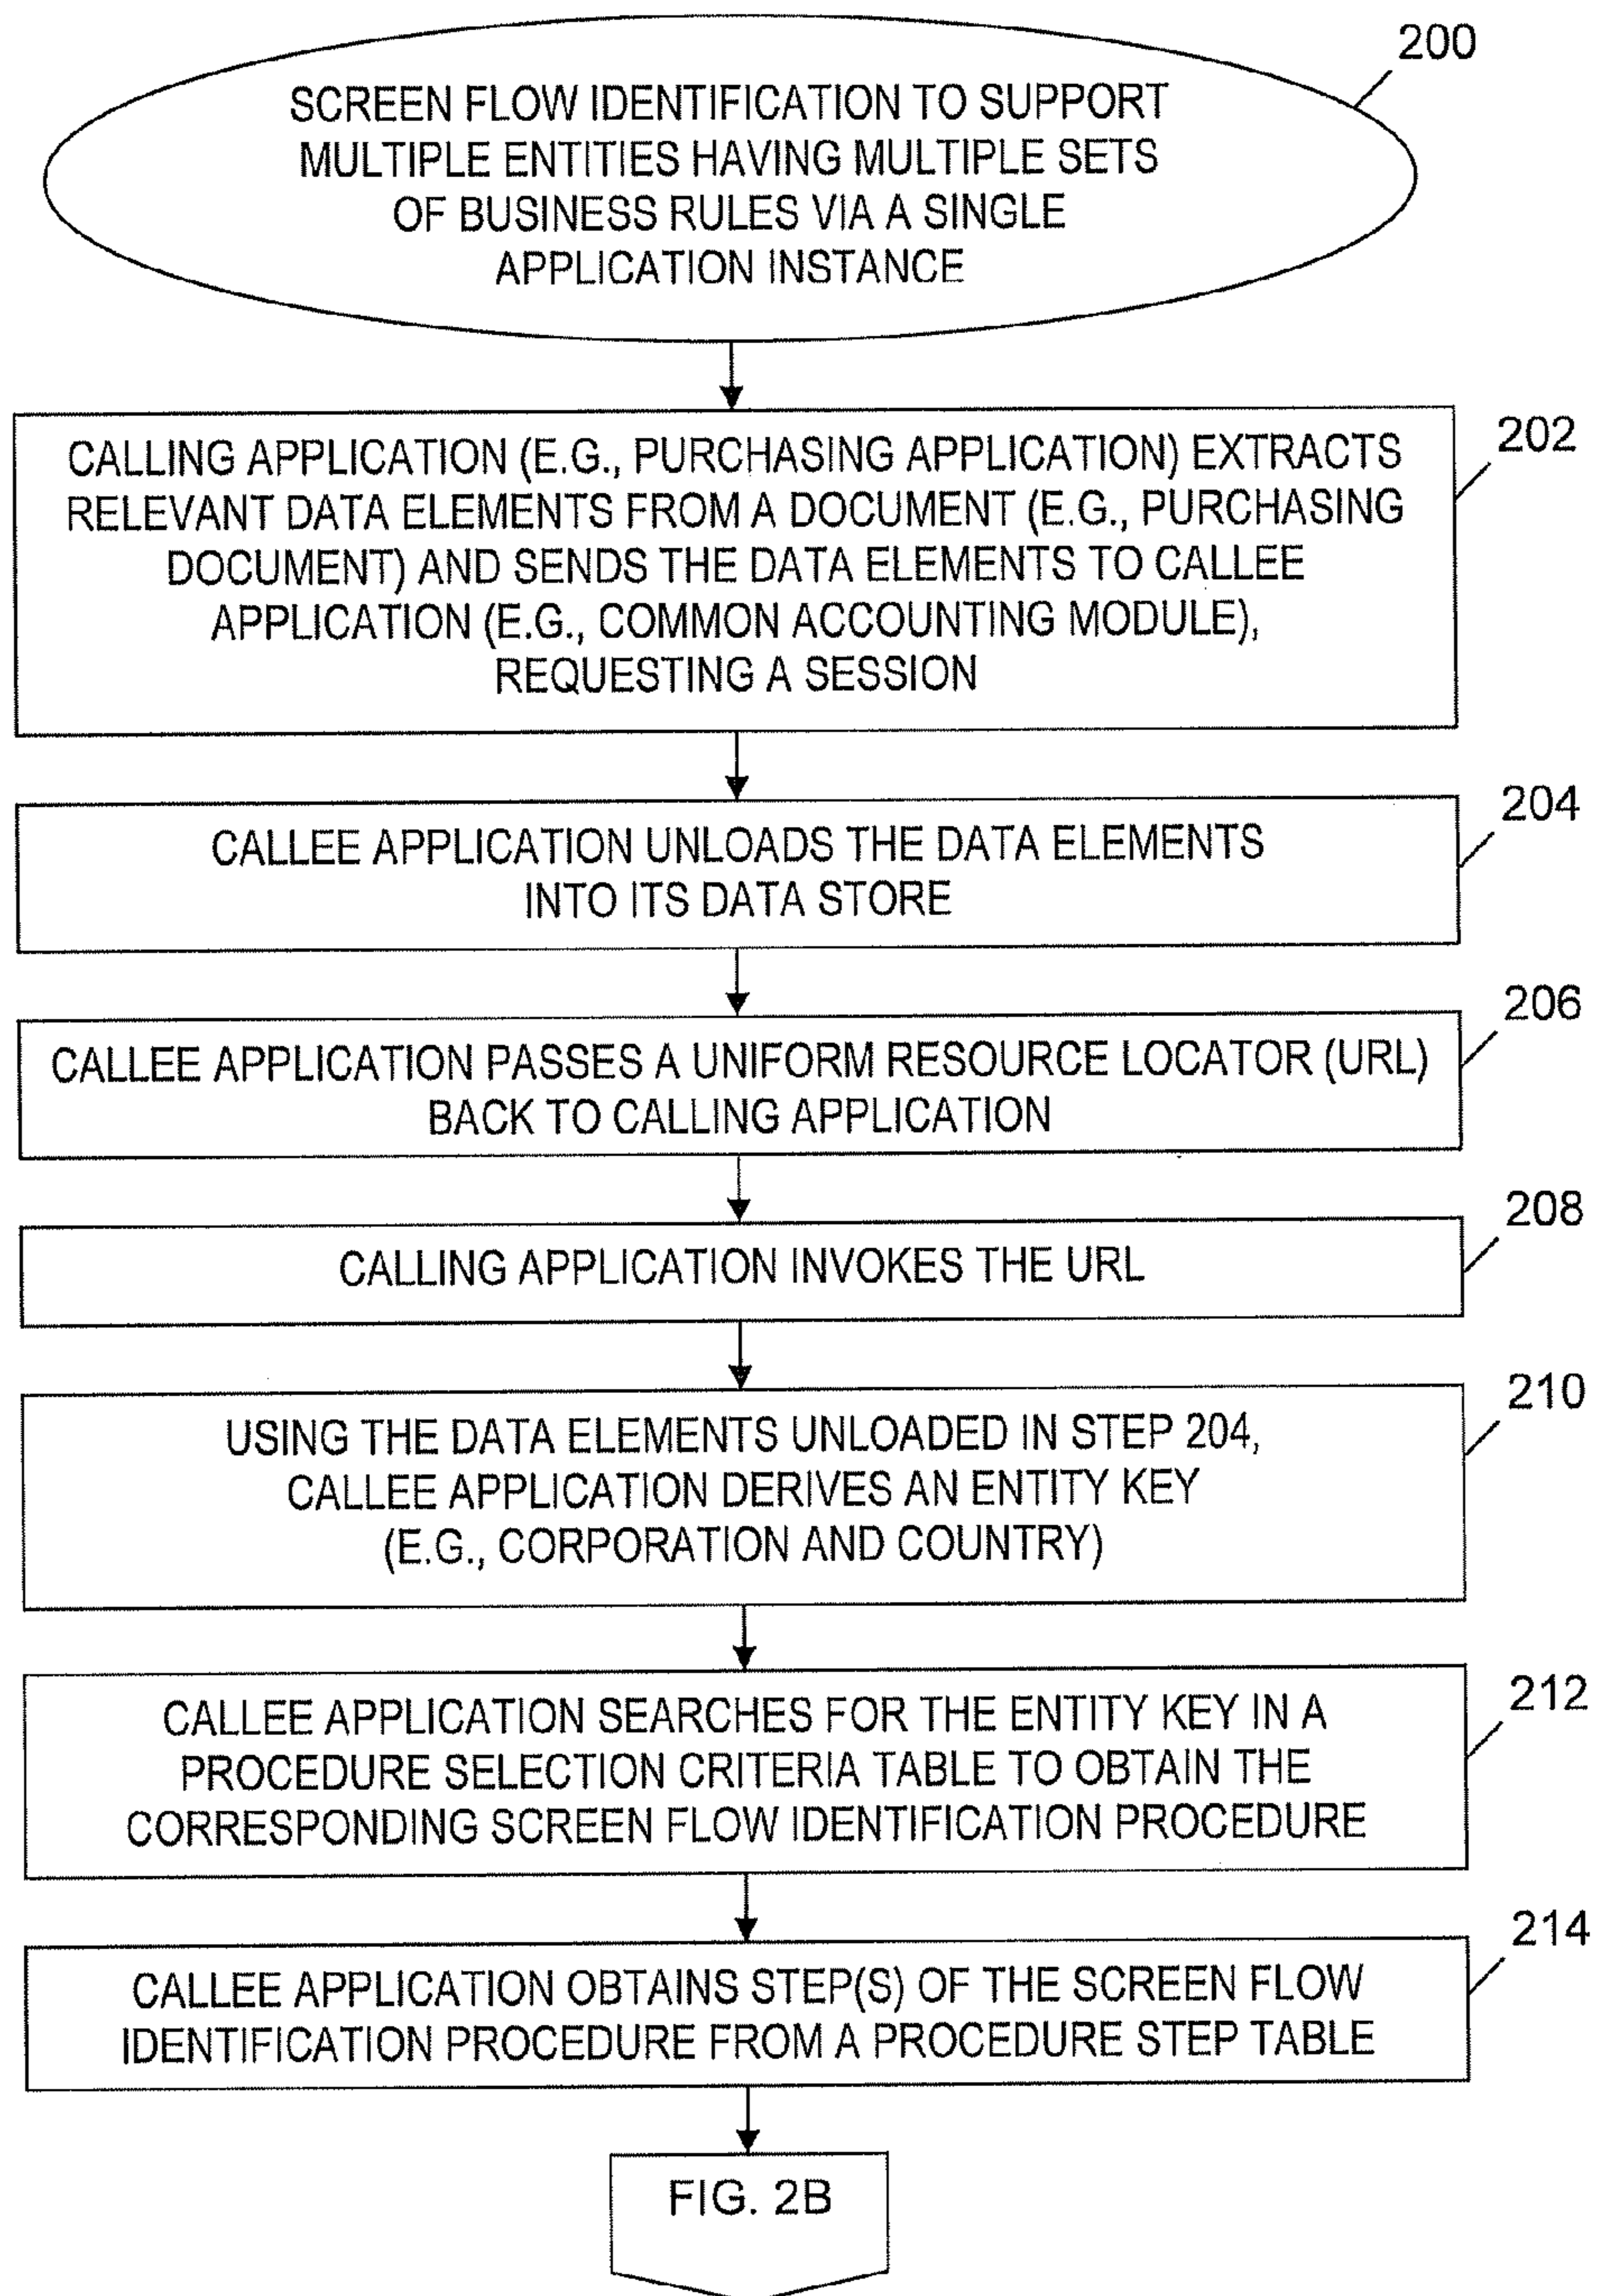 200
SCREEN FLOW IDENTIFICATION TO SUPPORT
MULTIPLE ENTITIES HAVING MULTIPLE SETS
OF BUSINESS RULES VIA A SINGLE
APPLICATION INSTANCE
202
CALLING APPLICATION (E.G., PURCHASING APPLICATION) EXTRACTS
RELEVANT DATA ELEMENTS FROM A DOCUMENT (E.G., PURCHASING
DOCUMENT) AND SENDS THE DATA ELEMENTS TO CALLEE
APPLICATION (E.G., COMMON ACCOUNTING MODULE),
REQUESTING A SESSION
204
CALLEE APPLICATION UNLOADS THE DATA ELEMENTS
INTO ITS DATA STORE
206
CALLEE APPLICATION PASSES A UNIFORM RESOURCE LOCATOR (URL)
BACK TO CALLING APPLICATION
208
CALLING APPLICATION INVOKES THE URL
210
USING THE DATA ELEMENTS UNLOADED IN STEP 204,
CALLEE APPLICATION DERIVES AN ENTITY KEY
(E.G., CORPORATION AND COUNTRY)
212
CALLEE APPLICATION SEARCHES FOR THE ENTITY KEY IN A
PROCEDURE SELECTION CRITERIA TABLE TO OBTAIN THE
CORRESPONDING SCREEN FLOW IDENTIFICATION PROCEDURE
214
CALLEE APPLICATION OBTAINS STEP(S) OF THE SCREEN FLOW
IDENTIFICATION PROCEDURE FROM A PROCEDURE STEP TABLE
FIG. 2B